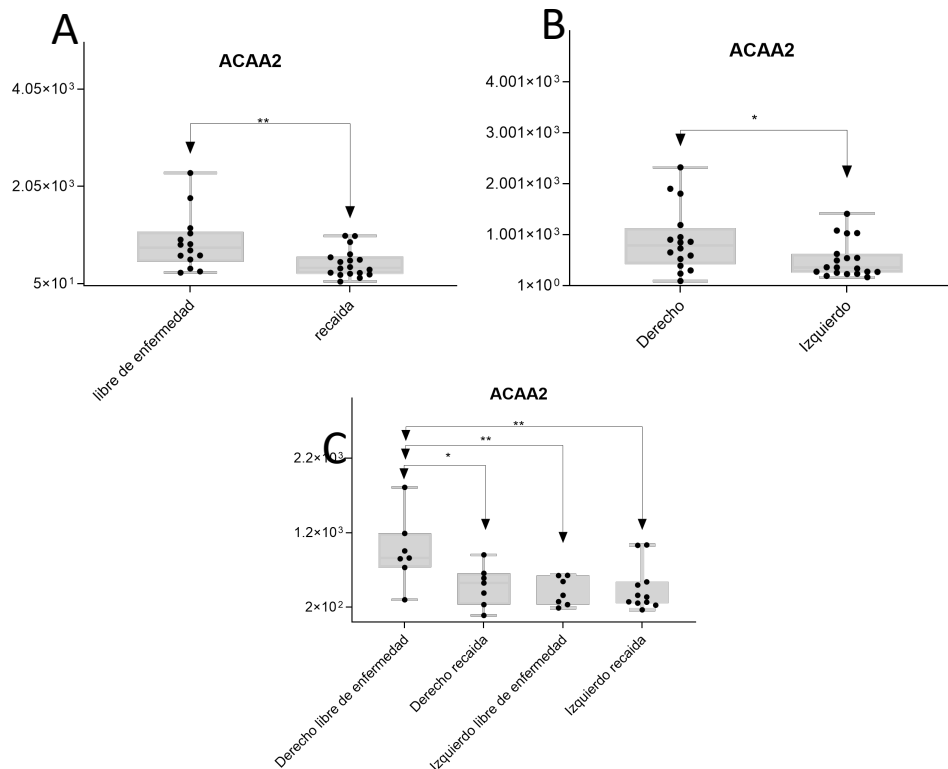 A
ACAA2
4.05×10³
**
2.05×10³
5×10¹
libre de enfermedad
recaida
B
ACAA2
4.001×10³
3.001×10³
*
2.001×10³
1.001×10³
1×10⁰
Derecho
Izquierdo
ACAA2
C
**
**
2.2×10³
*
1.2×10³
2×10²
Derecho libre de enfermedad
Derecho recaida
Izquierdo libre de enfermedad
Izquierdo recaida